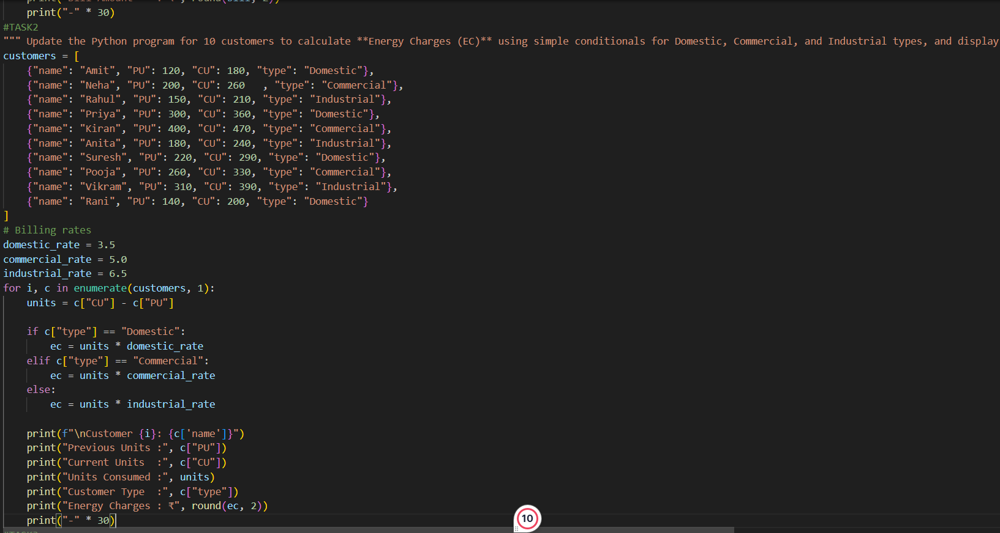 print("Bill Amount    : ₹", round(bill, 2))
    print("-" * 30)
#TASK2
""" Update the Python program for 10 customers to calculate **Energy Charges (EC)** using simple conditionals for Domestic, Commercial, and Industrial types, and display
customers = [
    {"name": "Amit", "PU": 120, "CU": 180, "type": "Domestic"},
    {"name": "Neha", "PU": 200, "CU": 260   , "type": "Commercial"},
    {"name": "Rahul", "PU": 150, "CU": 210, "type": "Industrial"},
    {"name": "Priya", "PU": 300, "CU": 360, "type": "Domestic"},
    {"name": "Kiran", "PU": 400, "CU": 470, "type": "Commercial"},
    {"name": "Anita", "PU": 180, "CU": 240, "type": "Industrial"},
    {"name": "Suresh", "PU": 220, "CU": 290, "type": "Domestic"},
    {"name": "Pooja", "PU": 260, "CU": 330, "type": "Commercial"},
    {"name": "Vikram", "PU": 310, "CU": 390, "type": "Industrial"},
    {"name": "Rani", "PU": 140, "CU": 200, "type": "Domestic"}
]
# Billing rates
domestic_rate = 3.5
commercial_rate = 5.0
industrial_rate = 6.5
for i, c in enumerate(customers, 1):
    units = c["CU"] - c["PU"]
    if c["type"] == "Domestic":
        ec = units * domestic_rate
    elif c["type"] == "Commercial":
        ec = units * commercial_rate
    else:
        ec = units * industrial_rate
    print(f"\nCustomer {i}: {c['name']}")
    print("Previous Units :", c["PU"])
    print("Current Units  :", c["CU"])
    print("Units Consumed :", units)
    print("Customer Type  :", c["type"])
    print("Energy Charges : ₹", round(ec, 2))
    print("-" * 30)
10